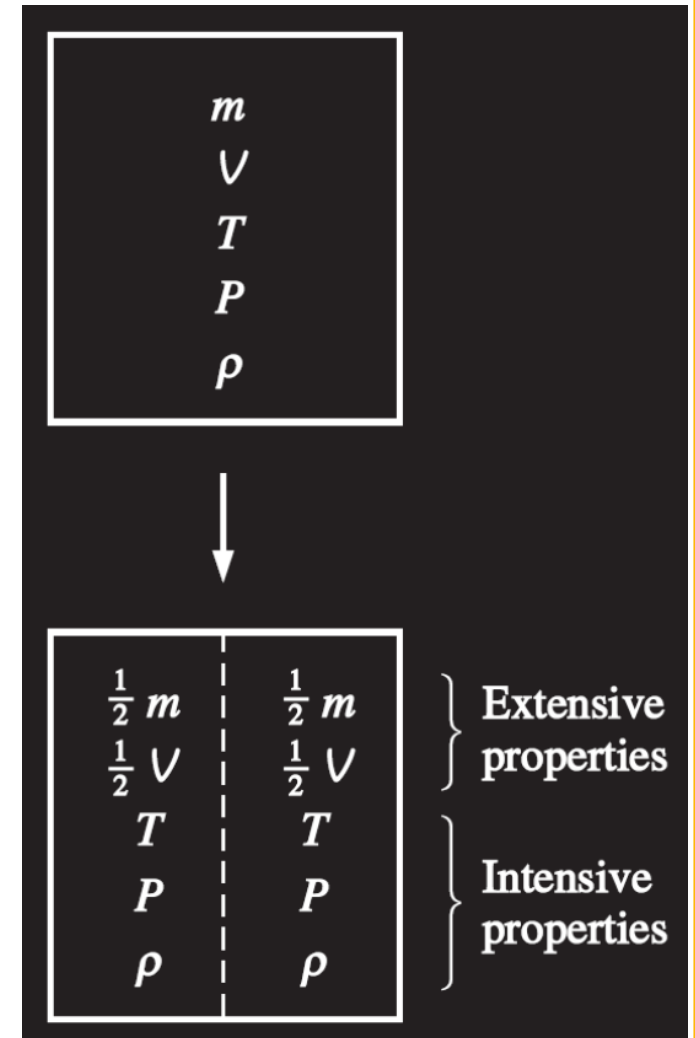 m
V
T
P
ρ
1/2 m 1/2 m
1/2 V 1/2 V
T T
P P
ρ ρ
Extensive
properties
Intensive
properties